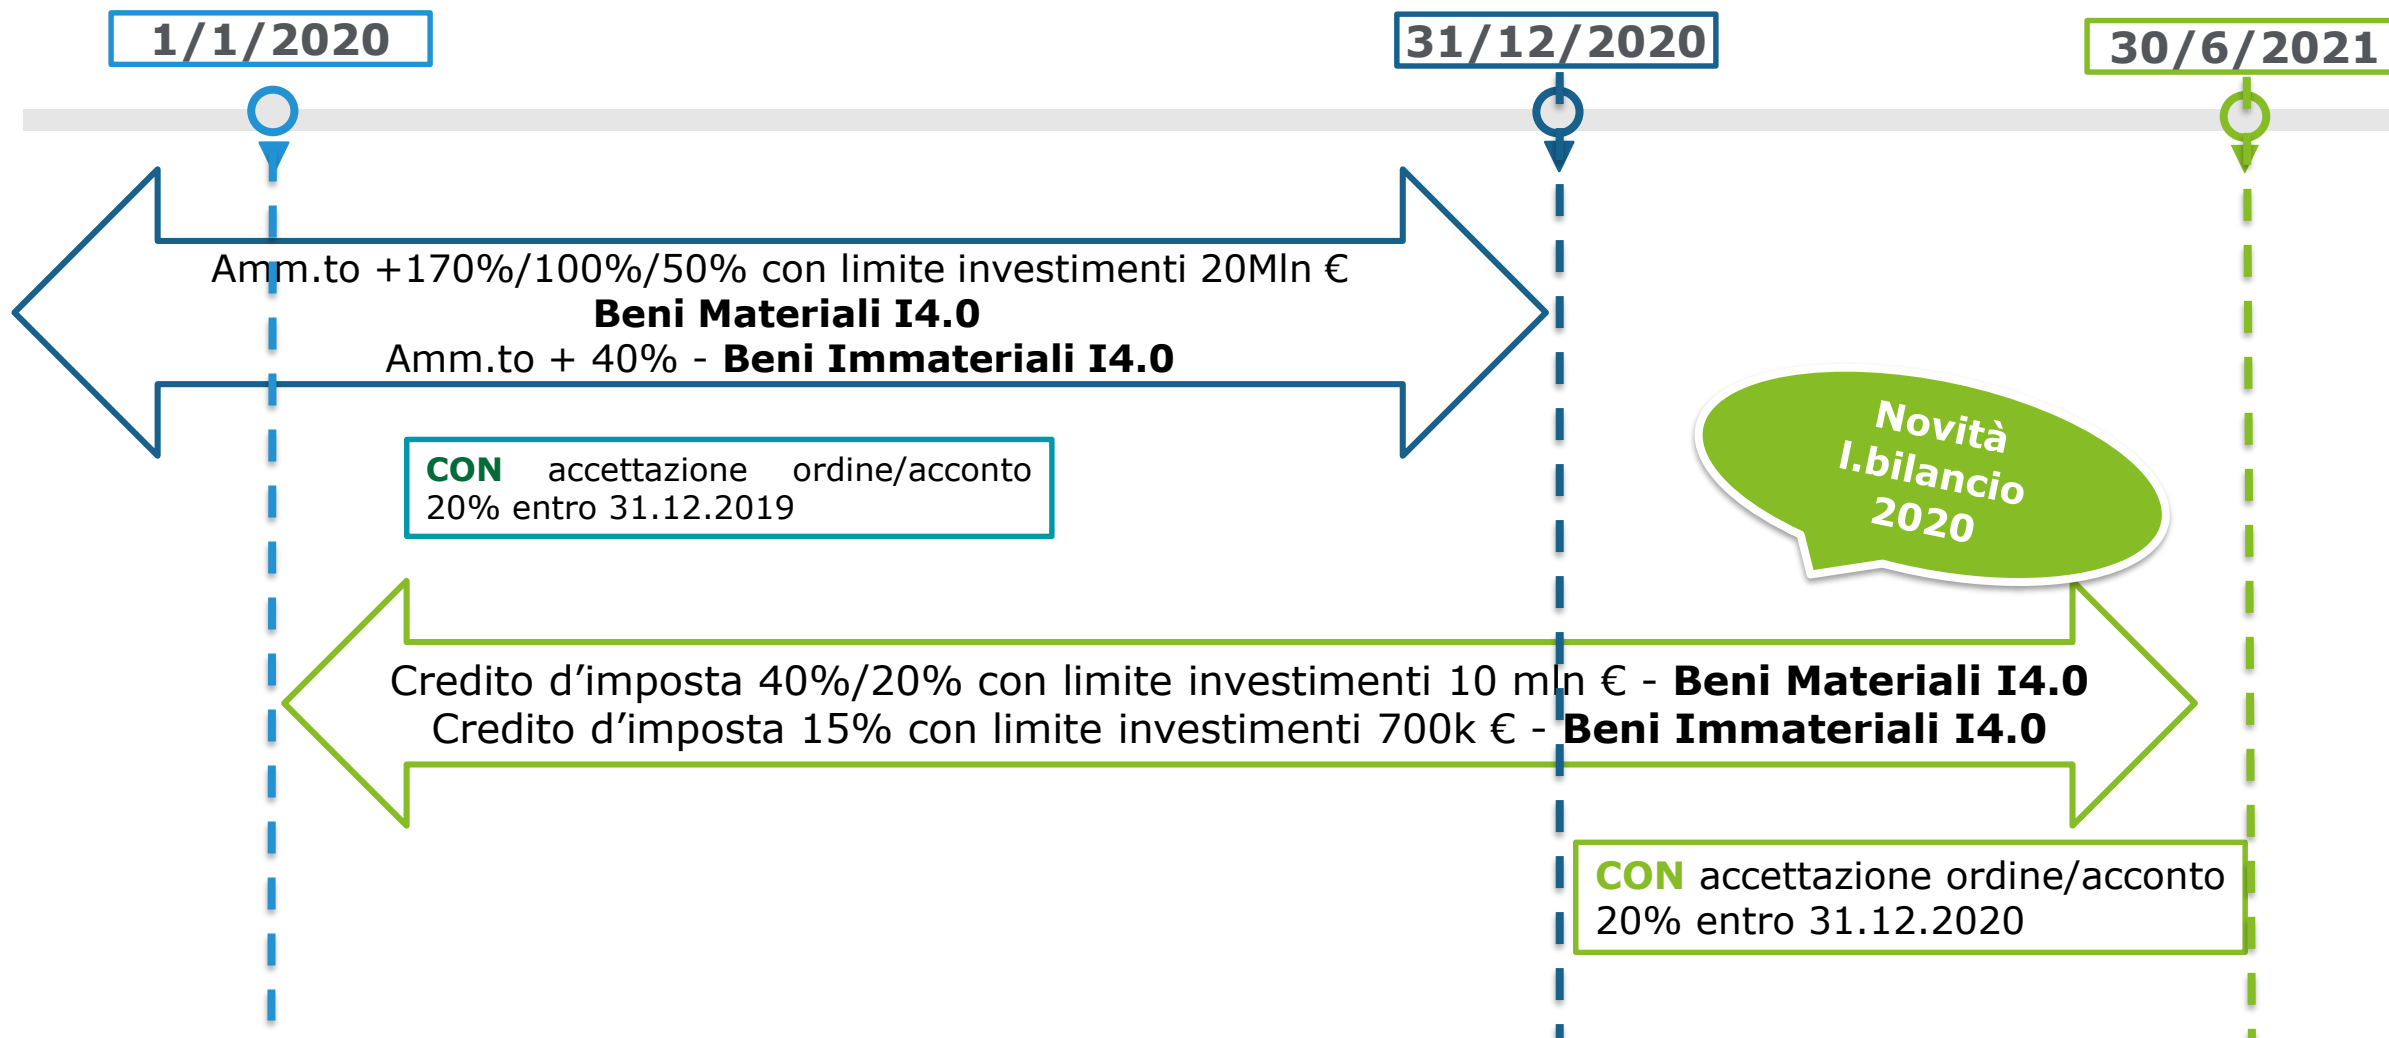 1/1/2020
31/12/2020
30/6/2021
Amm.to +170%/100%/50% con limite investimenti 20Mln €
Beni Materiali I4.0
Amm.to + 40% - Beni Immateriali I4.0
CON accettazione ordine/acconto
20% entro 31.12.2019
Novità
l.bilancio
2020
Credito d’imposta 40%/20% con limite investimenti 10 mln € - Beni Materiali I4.0
Credito d’imposta 15% con limite investimenti 700k € - Beni Immateriali I4.0
CON accettazione ordine/acconto
20% entro 31.12.2020